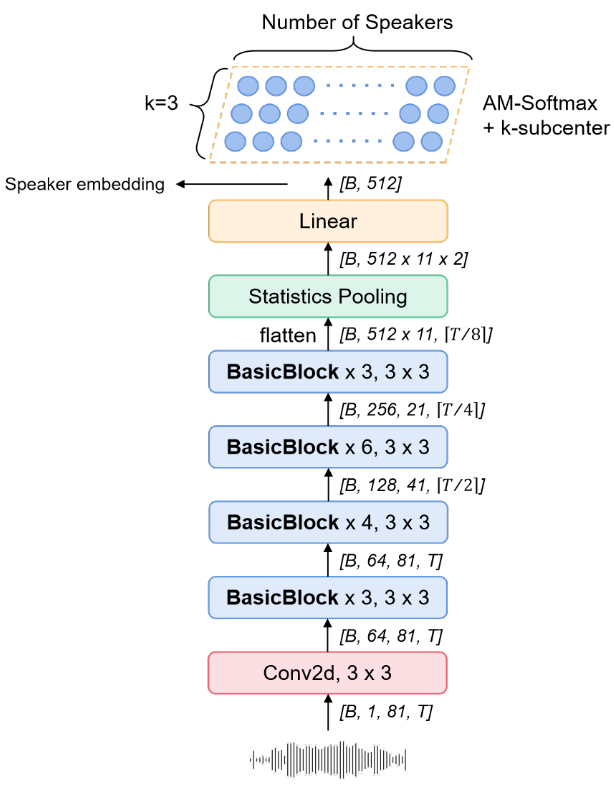 Number of Speakers
k=3
AM-Softmax
+ k-subcenter
Speaker embedding
[B, 512]
Linear
[B, 512 x 11 x 2]
Statistics Pooling
flatten
[B, 512 x 11, ⌈T/8⌉]
BasicBlock x 3, 3 x 3
[B, 256, 21, ⌈T/4⌉]
BasicBlock x 6, 3 x 3
[B, 128, 41, ⌈T/2⌉]
BasicBlock x 4, 3 x 3
[B, 64, 81, T]
BasicBlock x 3, 3 x 3
[B, 64, 81, T]
Conv2d, 3 x 3
[B, 1, 81, T]